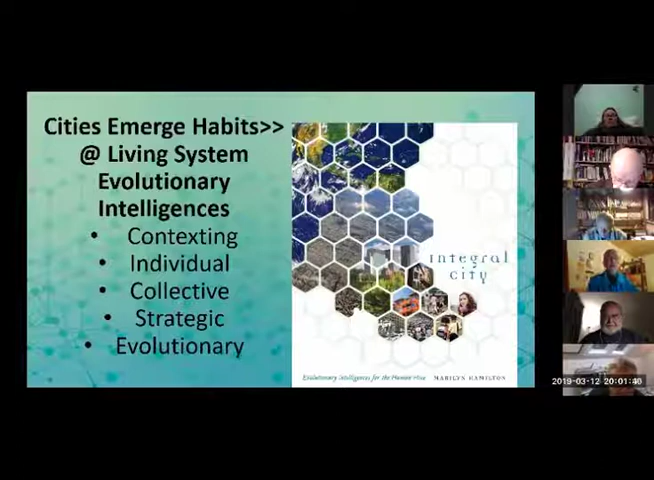 Cities Emerge Habits>>
@ Living System
Evolutionary
Intelligences
• Contexting
• Individual
• Collective
• Strategic
• Evolutionary
integral
city
Evolutionary Intelligences for the Human Hive MARILYN HAMILTON
2019-03-12 20:01:40